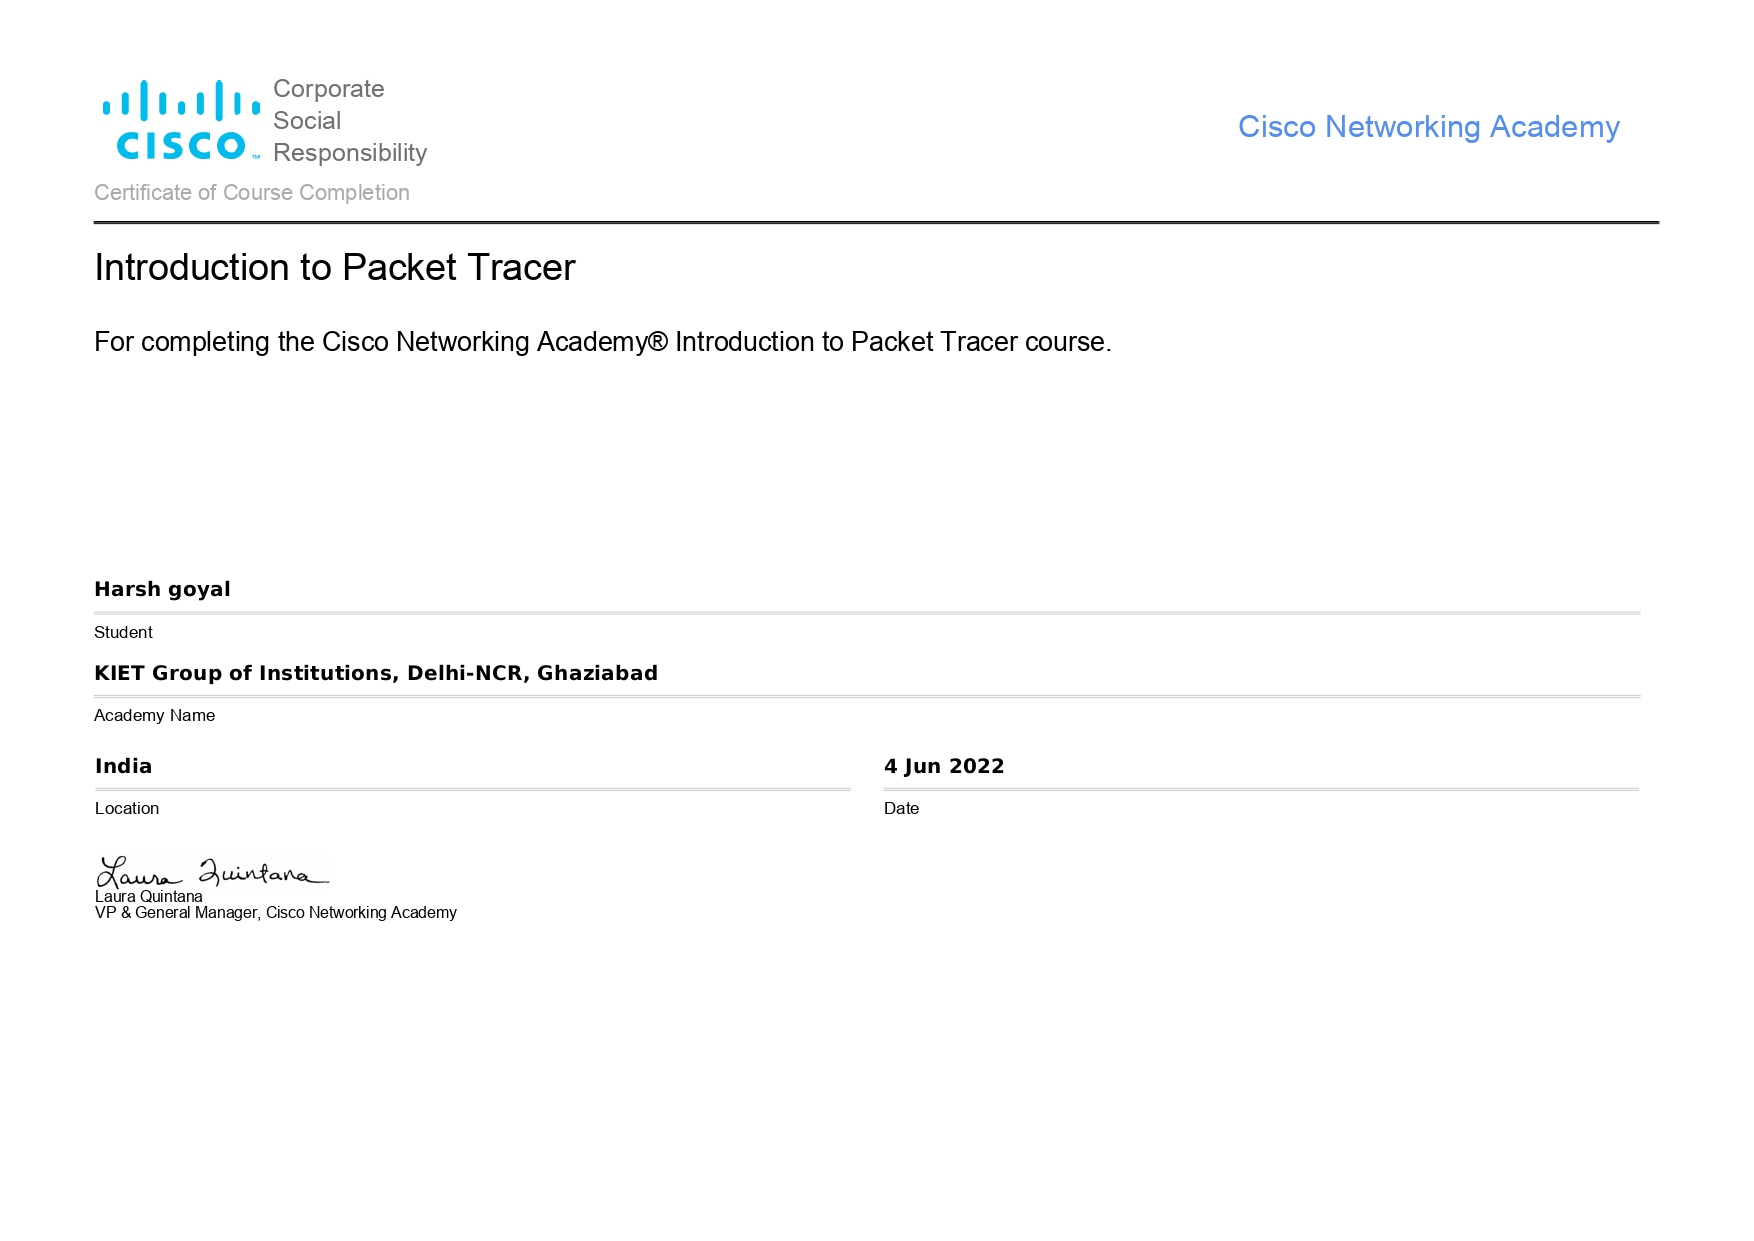 Corporate
Social
Responsibility
CISCO™
Cisco Networking Academy
Certificate of Course Completion
Introduction to Packet Tracer
For completing the Cisco Networking Academy® Introduction to Packet Tracer course.
Harsh goyal
Student
KIET Group of Institutions, Delhi-NCR, Ghaziabad
Academy Name
India
Location
4 Jun 2022
Date
Laura Quintana
Laura Quintana
VP & General Manager, Cisco Networking Academy